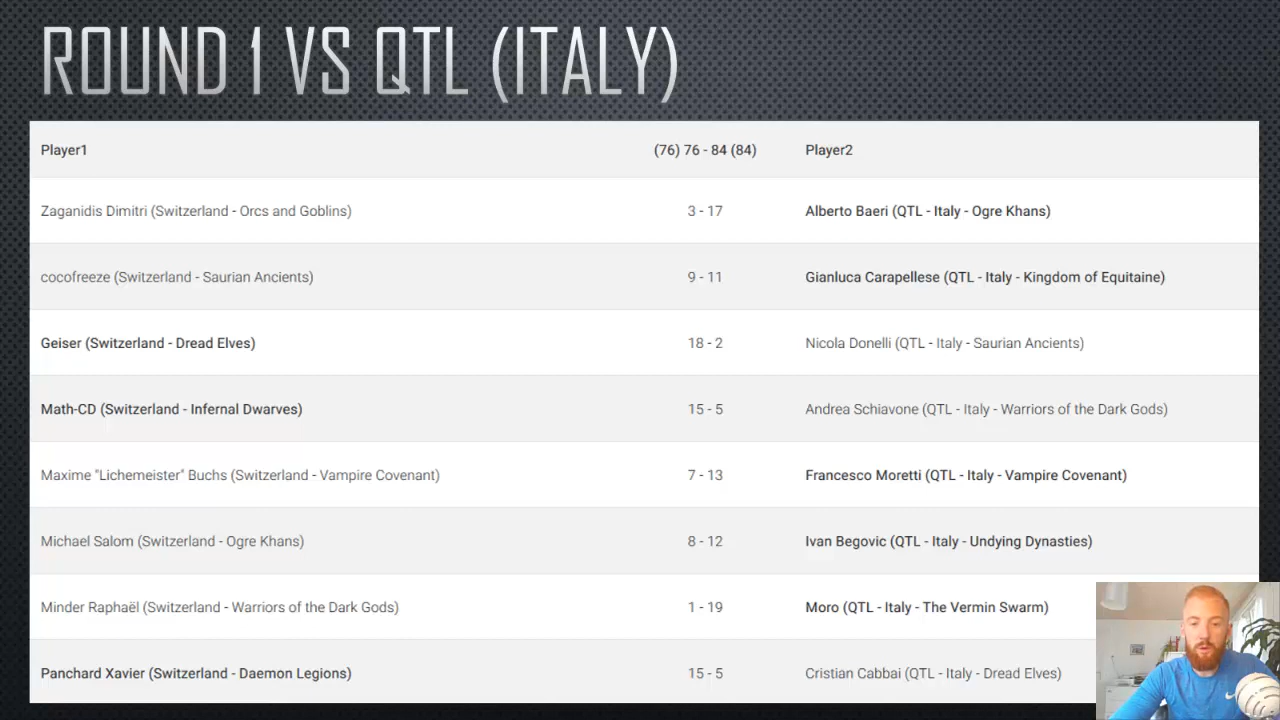 ROUND 1 VS QTL (ITALY)
Player1 (76) 76 - 84 (84) Player2
Zaganidis Dimitri (Switzerland - Orcs and Goblins) 3 - 17 Alberto Baeri (QTL - Italy - Ogre Khans)
cocofreeze (Switzerland - Saurian Ancients) 9 - 11 Gianluca Carapellese (QTL - Italy - Kingdom of Equitaine)
Geiser (Switzerland - Dread Elves) 18 - 2 Nicola Donelli (QTL - Italy - Saurian Ancients)
Math-CD (Switzerland - Infernal Dwarves) 15 - 5 Andrea Schiavone (QTL - Italy - Warriors of the Dark Gods)
Maxime "Lichemeister" Buchs (Switzerland - Vampire Covenant) 7 - 13 Francesco Moretti (QTL - Italy - Vampire Covenant)
Michael Salom (Switzerland - Ogre Khans) 8 - 12 Ivan Begovic (QTL - Italy - Undying Dynasties)
Minder Raphaël (Switzerland - Warriors of the Dark Gods) 1 - 19 Moro (QTL - Italy - The Vermin Swarm)
Panchard Xavier (Switzerland - Daemon Legions) 15 - 5 Cristian Cabbai (QTL - Italy - Dread Elves)